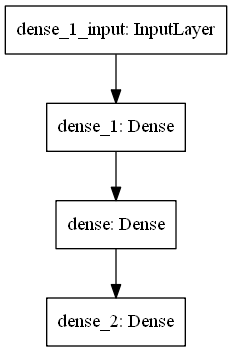 dense_1_input: InputLayer
dense_1: Dense
dense: Dense
dense_2: Dense